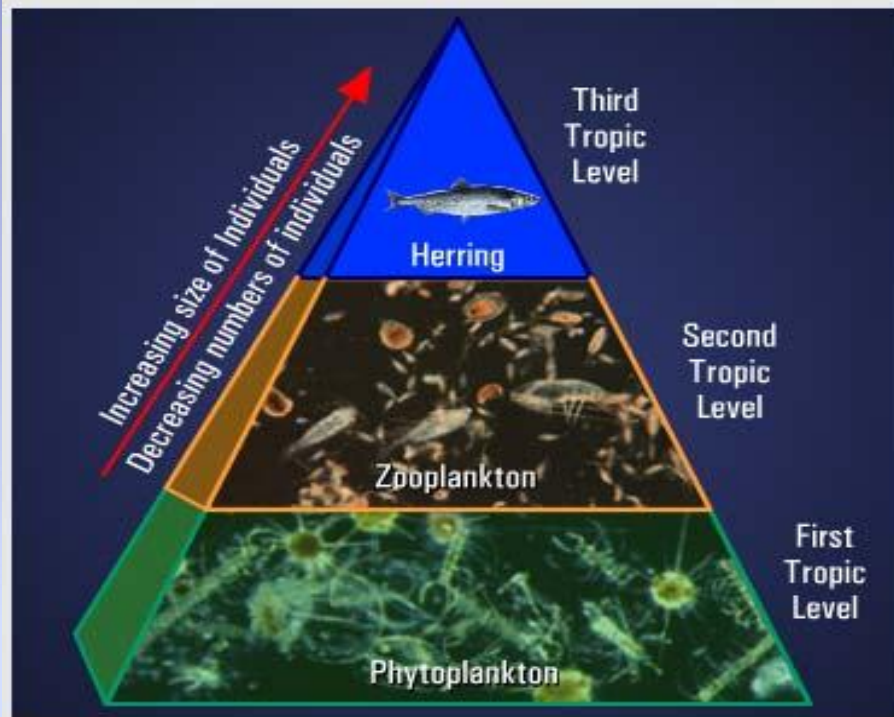 Third
Tropic
Level
Increasing size of Individuals
Decreasing numbers of individuals
Herring
Second
Tropic
Level
Zooplankton
First
Tropic
Level
Phytoplankton